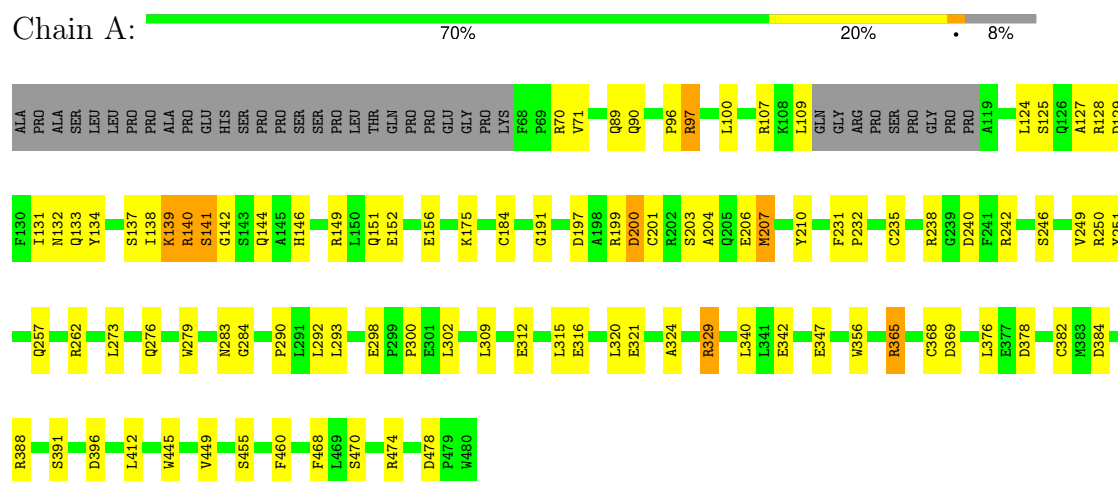 Chain A:
70% 20% • 8%
ALA PRO ALA SER LEU LEU PRO PRO ALA PRO GLU HIS SER PRO PRO SER SER PRO LEU THR GLN PRO PRO GLU GLY PRO LYS F68 P69 R70 V71 Q89 Q90 P96 R97 L100 R107 K108 L109 GLN GLY ARG PRO SER PRO GLY PRO PRO A119 L124 S125 Q126 A127 R128 D129
F130 I131 N132 Q133 Y134 S137 I138 K139 R140 S141 G142 S143 Q144 A145 H146 R149 L150 Q151 E152 E156 K175 C184 G191 D197 A198 R199 D200 C201 R202 S203 A204 Q205 E206 M207 Y210 F231 P232 C235 R238 G239 D240 F241 R242 S246 V249 R250 Y251
Q257 R262 L273 Q276 W279 N283 G284 P290 L291 L292 L293 E298 P299 P300 E301 L302 L309 E312 L315 E316 L320 E321 A324 R329 L340 L341 E342 E347 W356 R365 C368 D369 L376 E377 D378 C382 M383 D384
R388 S391 D396 L412 W445 V449 S455 F460 F468 L469 S470 R474 D478 P479 W480